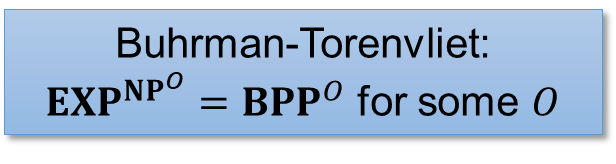 Buhrman-Torenvliet:
𝐄𝐗𝐏^{𝐍𝐏^𝑂} = 𝐁𝐏𝐏^𝑂 for some 𝑂